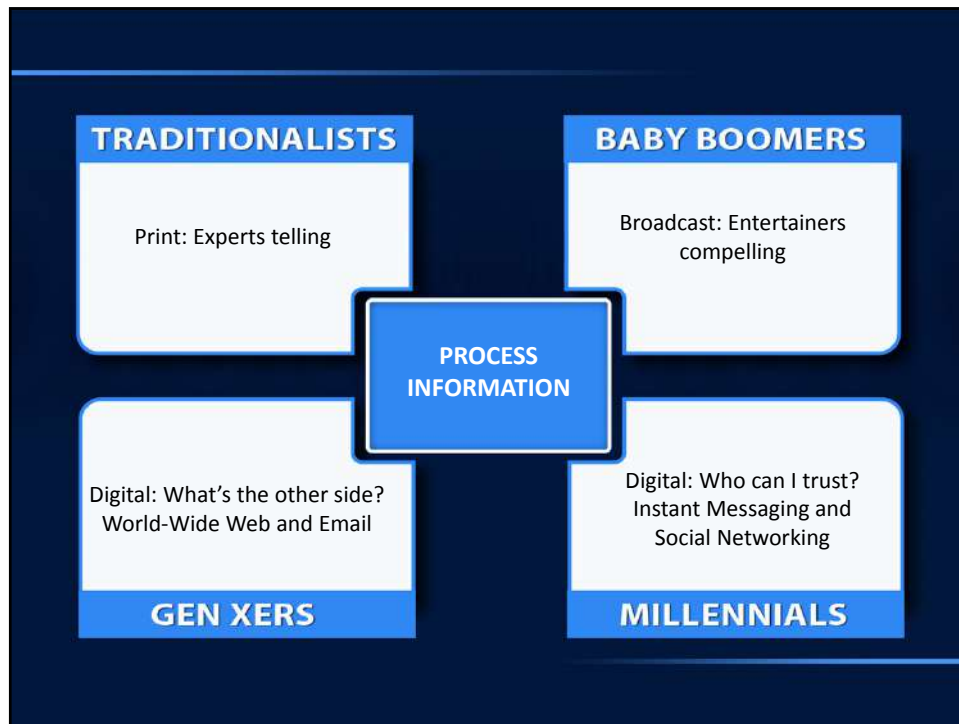 TRADITIONALISTS
Print: Experts telling
BABY BOOMERS
Broadcast: Entertainers
compelling
PROCESS
INFORMATION
Digital: What’s the other side?
World-Wide Web and Email
GEN XERS
Digital: Who can I trust?
Instant Messaging and
Social Networking
MILLENNIALS